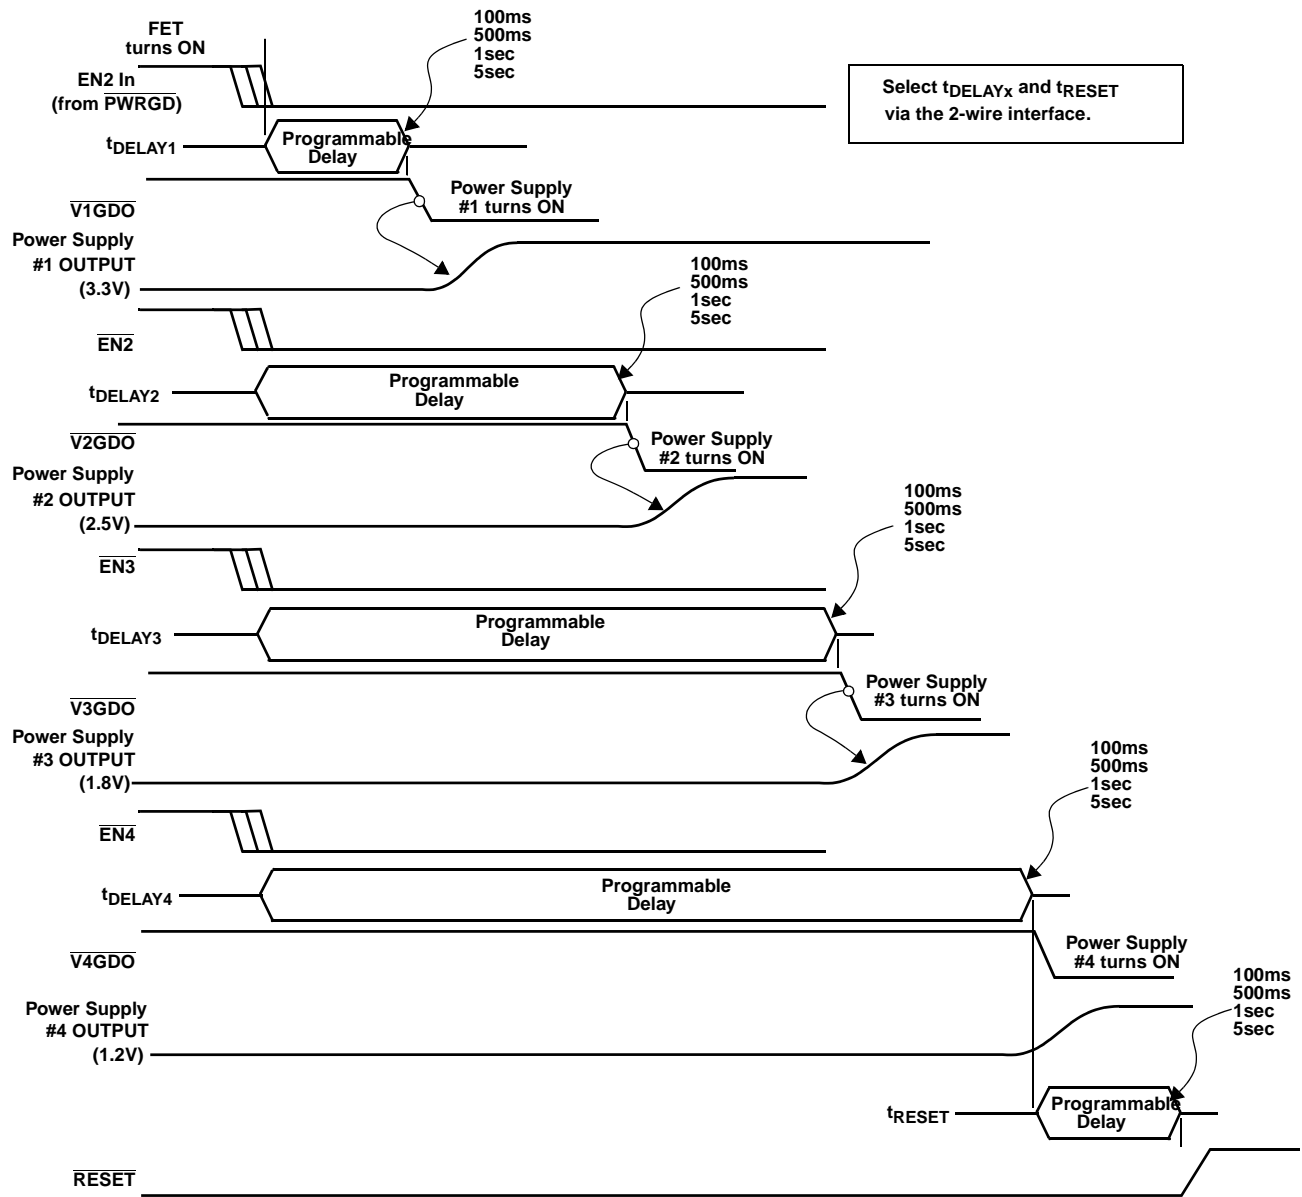 FET
turns ON
100ms
500ms
1sec
5sec
EN2 In
(from PWRGD)
Select tDELAYx and tRESET
via the 2-wire interface.
tDELAY1
Programmable
Delay
V1GDO
Power Supply
#1 turns ON
Power Supply
#1 OUTPUT
(3.3V)
100ms
500ms
1sec
5sec
EN2
tDELAY2
Programmable
Delay
V2GDO
Power Supply
#2 turns ON
Power Supply
#2 OUTPUT
(2.5V)
100ms
500ms
1sec
5sec
EN3
tDELAY3
Programmable
Delay
V3GDO
Power Supply
#3 turns ON
Power Supply
#3 OUTPUT
(1.8V)
100ms
500ms
1sec
5sec
EN4
tDELAY4
Programmable
Delay
V4GDO
Power Supply
#4 turns ON
Power Supply
#4 OUTPUT
(1.2V)
100ms
500ms
1sec
5sec
tRESET
Programmable
Delay
RESET